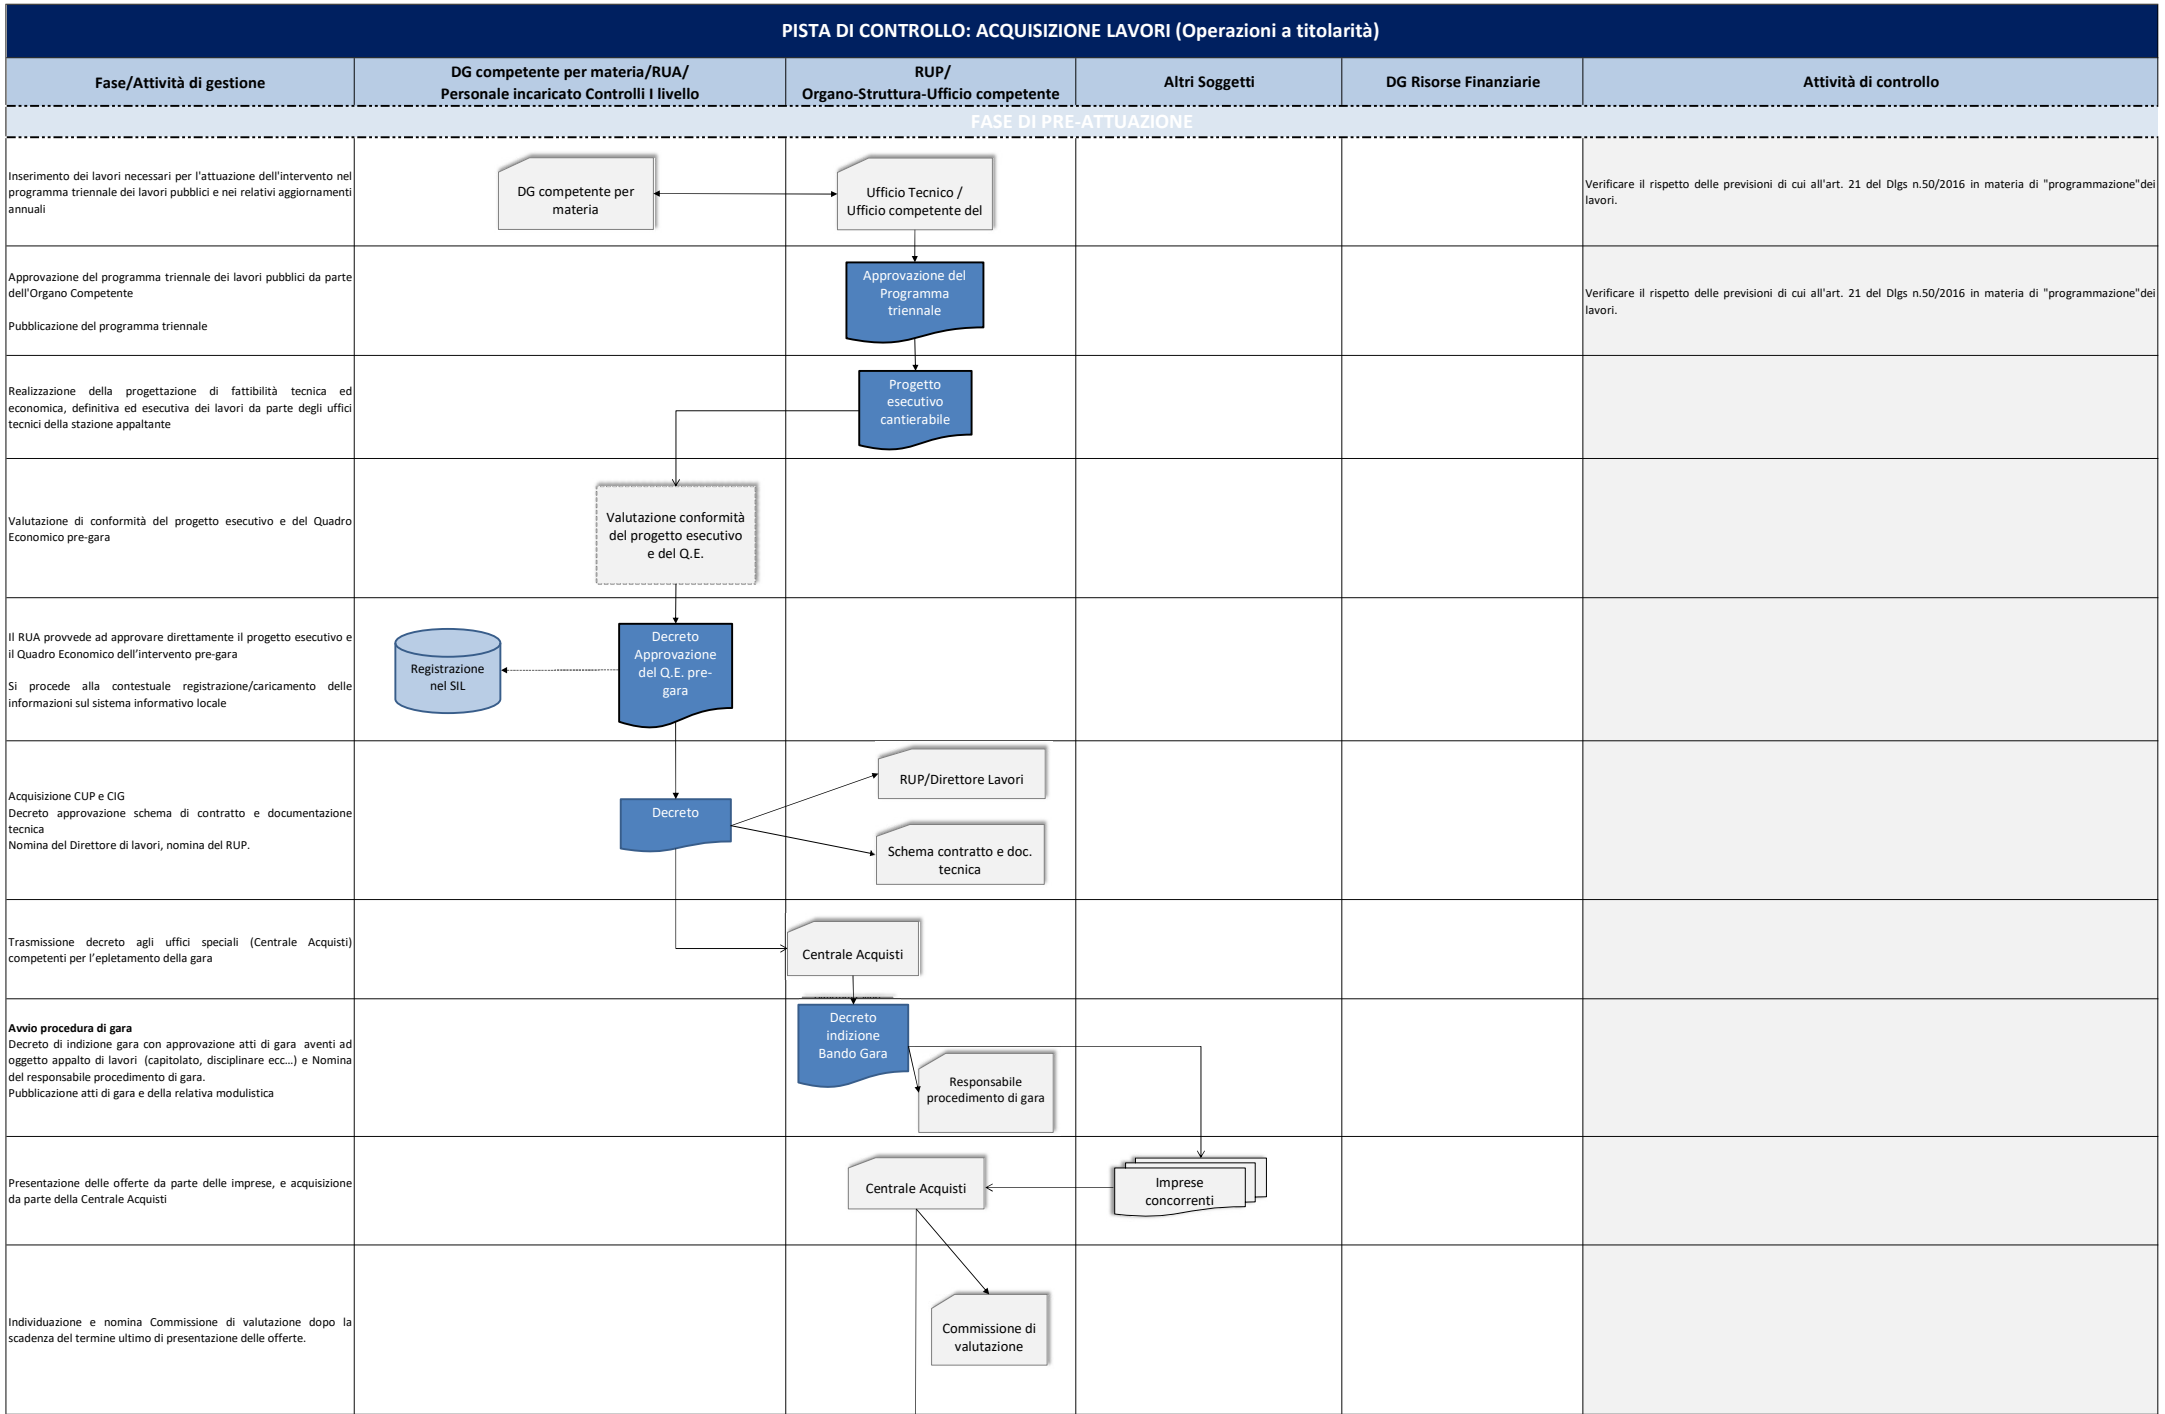 PISTA DI CONTROLLO: ACQUISIZIONE LAVORI (Operazioni a titolarità)
Fase/Attività di gestione
DG competente per materia/RUA/
Personale incaricato Controlli I livello
RUP/
Organo-Struttura-Ufficio competente
Altri Soggetti
DG Risorse Finanziarie
Attività di controllo
FASE DI PRE-ATTUAZIONE
Inserimento dei lavori necessari per l'attuazione dell'intervento nel
programma triennale dei lavori pubblici e nei relativi aggiornamenti
annuali
DG competente per
materia
Ufficio Tecnico /
Ufficio competente del
Verificare il rispetto delle previsioni di cui all'art. 21 del Dlgs n.50/2016 in materia di "programmazione"dei
lavori.
Approvazione del programma triennale dei lavori pubblici da parte
dell'Organo Competente
Pubblicazione del programma triennale
Approvazione del
Programma
triennale
Verificare il rispetto delle previsioni di cui all'art. 21 del Dlgs n.50/2016 in materia di "programmazione"dei
lavori.
Realizzazione della progettazione di fattibilità tecnica ed
economica, definitiva ed esecutiva dei lavori da parte degli uffici
tecnici della stazione appaltante
Progetto
esecutivo
cantierabile
Valutazione di conformità del progetto esecutivo e del Quadro
Economico pre-gara
Valutazione conformità
del progetto esecutivo
e del Q.E.
Il RUA provvede ad approvare direttamente il progetto esecutivo e
il Quadro Economico dell'intervento pre-gara
Si procede alla contestuale registrazione/caricamento delle
informazioni sul sistema informativo locale
Registrazione
nel SIL
Decreto
Approvazione
del Q.E. pre-
gara
Acquisizione CUP e CIG
Decreto approvazione schema di contratto e documentazione
tecnica
Nomina del Direttore di lavori, nomina del RUP.
Decreto
RUP/Direttore Lavori
Schema contratto e doc.
tecnica
Trasmissione decreto agli uffici speciali (Centrale Acquisti)
competenti per l'epletamento della gara
Centrale Acquisti
Avvio procedura di gara
Decreto di indizione gara con approvazione atti di gara aventi ad
oggetto appalto di lavori (capitolato, disciplinare ecc…) e Nomina
del responsabile procedimento di gara.
Pubblicazione atti di gara e della relativa modulistica
Decreto
indizione
Bando Gara
Responsabile
procedimento di gara
Presentazione delle offerte da parte delle imprese, e acquisizione
da parte della Centrale Acquisti
Centrale Acquisti
Imprese
concorrenti
Individuazione e nomina Commissione di valutazione dopo la
scadenza del termine ultimo di presentazione delle offerte.
Commissione di
valutazione